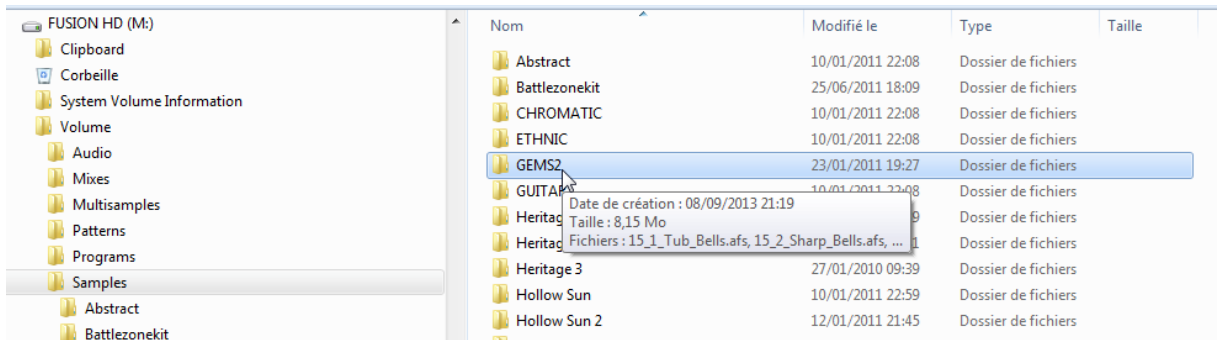 FUSION HD (M:)
Clipboard
Corbeille
System Volume Information
Volume
Audio
Mixes
Multisamples
Patterns
Programs
Samples
Abstract
Battlezonekit
Nom Modifié le Type Taille
Abstract 10/01/2011 22:08 Dossier de fichiers
Battlezonekit 25/06/2011 18:09 Dossier de fichiers
CHROMATIC 10/01/2011 22:08 Dossier de fichiers
ETHNIC 10/01/2011 22:08 Dossier de fichiers
GEMS2 23/01/2011 19:27 Dossier de fichiers
10/01/2011 22:08 Dossier de fichiers
Date de création : 08/09/2013 21:19
Taille : 8,15 Mo
Fichiers : 15_1_Tub_Bells.afs, 15_2_Sharp_Bells.afs, ...
Dossier de fichiers
Dossier de fichiers
Heritage 3 27/01/2010 09:39 Dossier de fichiers
Hollow Sun 10/01/2011 22:59 Dossier de fichiers
Hollow Sun 2 12/01/2011 21:45 Dossier de fichiers